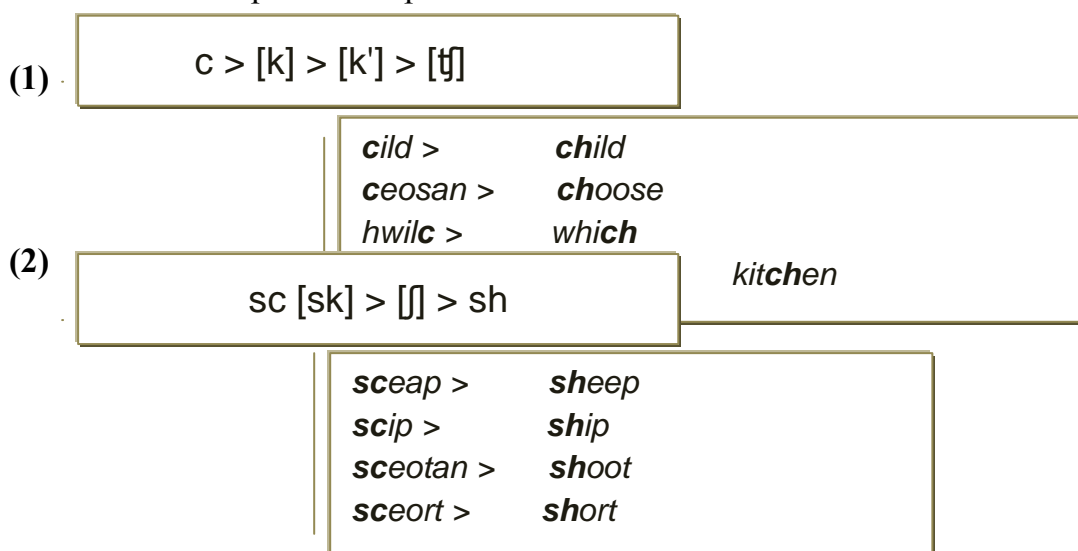 (1)
c > [k] > [k'] > [ʧ]
cild > child
ceosan > choose
hwilc > which
kitchen
(2)
sc [sk] > [ʃ] > sh
sceap > sheep
scip > ship
sceotan > shoot
sceort > short